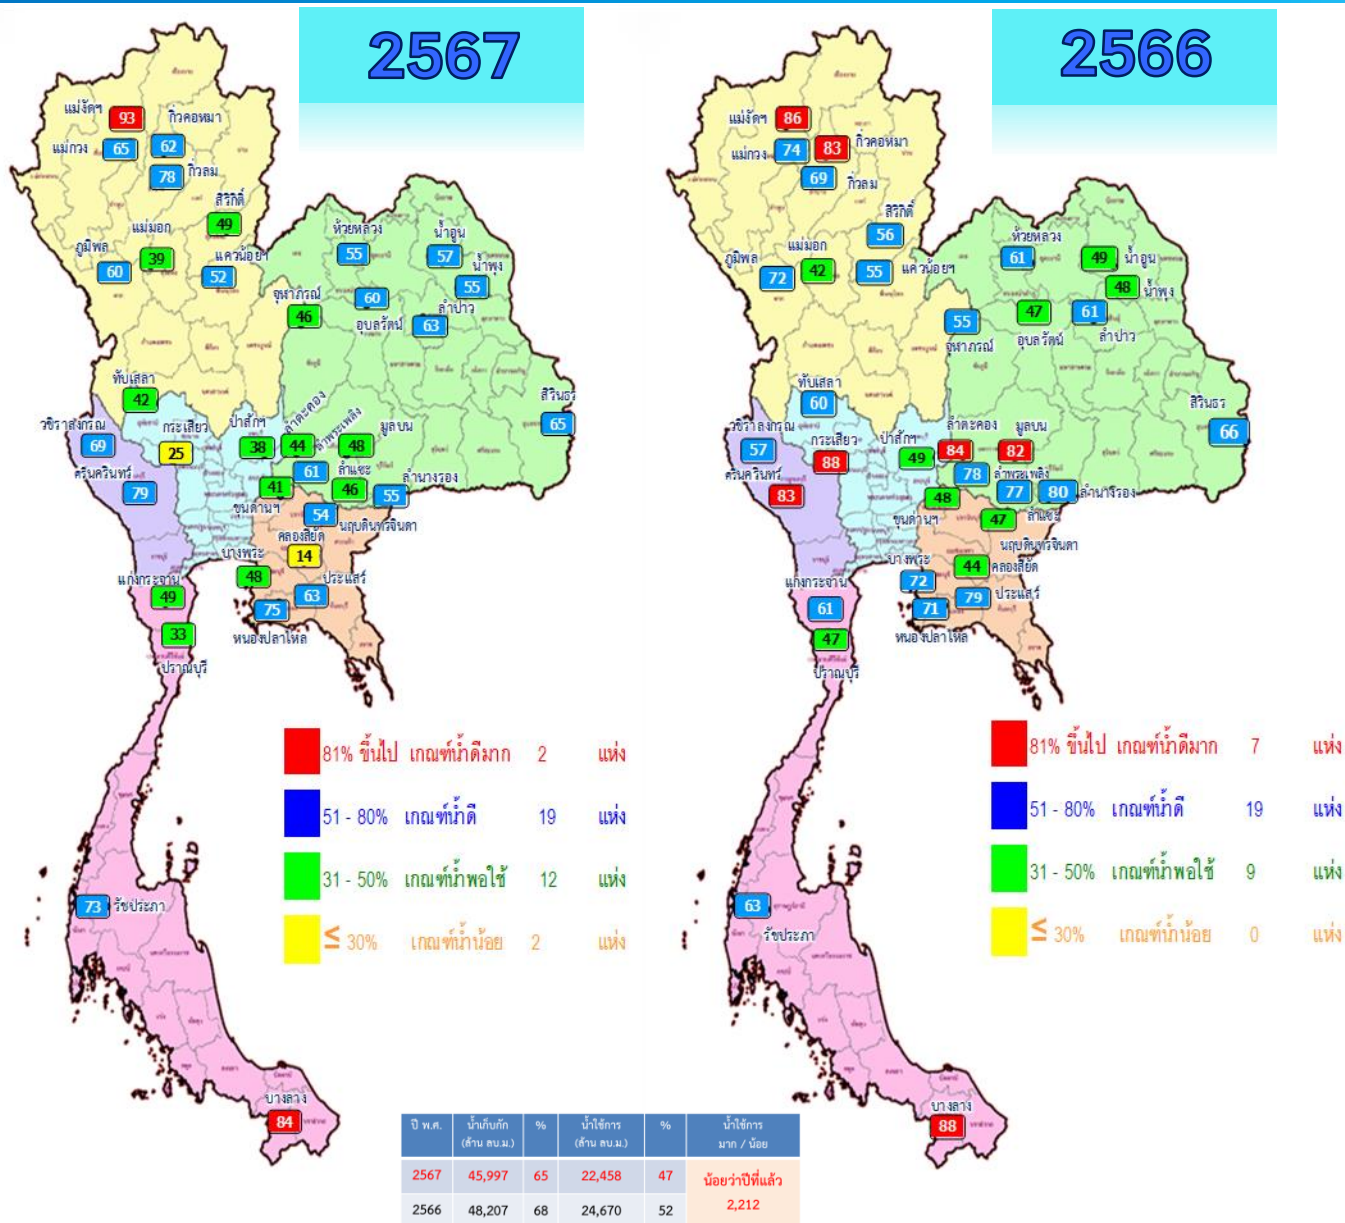 2567
2566
แม่งัดฯ
93
กิ่วคอหมา
แม่กวง
65
62
78
กิ่วลม
สิริกิติ์
49
แม่มอก
ภูมิพล
39
60
แควน้อยฯ
52
ห้วยหลวง
55
น้ำอูน
57
น้ำพุง
55
จุฬาภรณ์
46
60
อุบลรัตน์
ลำปาว
63
ทับเสลา
42
สิรินธร
65
วชิราลงกรณ
69
กระเสียว
25
ป่าสักฯ
38
ลำตะคอง
44
ลำพระเพลิง
61
มูลบน
48
ศรีนครินทร์
79
41
ขุนด่านฯ
ลำแชะ
46
ลำนางรอง
55
54
นฤบดินทรจินดา
คลองสียัด
14
บางพระ
48
ประแสร์
63
75
หนองปลาไหล
แก่งกระจาน
49
33
ปราณบุรี
73 รัชประภา
บางลาง
84
81% ขึ้นไป เกณฑ์น้ำดีมาก 2 แห่ง
51 - 80% เกณฑ์น้ำดี 19 แห่ง
31 - 50% เกณฑ์น้ำพอใช้ 12 แห่ง
≤ 30% เกณฑ์น้ำน้อย 2 แห่ง
แม่งัดฯ
86
แม่กวง
74
83
กิ่วคอหมา
69
กิ่วลม
สิริกิติ์
56
ภูมิพล
72
แม่มอก
42
55
แควน้อยฯ
ห้วยหลวง
61
49
น้ำอูน
48
น้ำพุง
55
จุฬาภรณ์
47
อุบลรัตน์
61
ลำปาว
ทับเสลา
60
สิรินธร
66
วชิราลงกรณ
57
กระเสียว
88
ป่าสักฯ
49
ลำตะคอง
84
มูลบน
82
78
ลำพระเพลิง
77
80
ลำนางรอง
ศรีนครินทร์
83
48
ขุนด่านฯ
47
ลำแชะ
นฤบดินทรจินดา
44
คลองสียัด
บางพระ
72
79
ประแสร์
71
หนองปลาไหล
แก่งกระจาน
61
47
ปราณบุรี
63
รัชประภา
บางลาง
88
81% ขึ้นไป เกณฑ์น้ำดีมาก 7 แห่ง
51 - 80% เกณฑ์น้ำดี 19 แห่ง
31 - 50% เกณฑ์น้ำพอใช้ 9 แห่ง
≤ 30% เกณฑ์น้ำน้อย 0 แห่ง
ปี พ.ศ. น้ำเก็บกัก % น้ำใช้การ % น้ำใช้การ
(ล้าน ลบ.ม.) (ล้าน ลบ.ม.) มาก / น้อย
2567 45,997 65 22,458 47 น้อยว่าปีที่แล้ว
2566 48,207 68 24,670 52 2,212